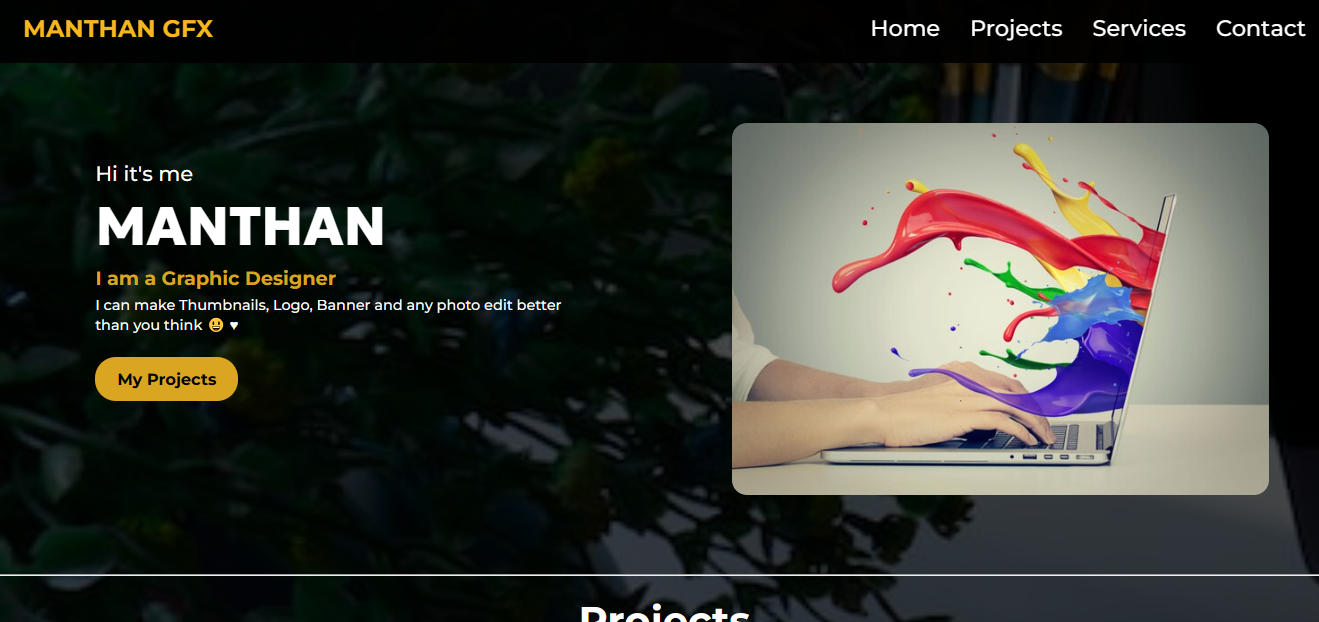 MANTHAN GFX
Home Projects Services Contact
Hi it's me
MANTHAN
I am a Graphic Designer
I can make Thumbnails, Logo, Banner and any photo edit better
than you think 😃 ♥
My Projects
Projects